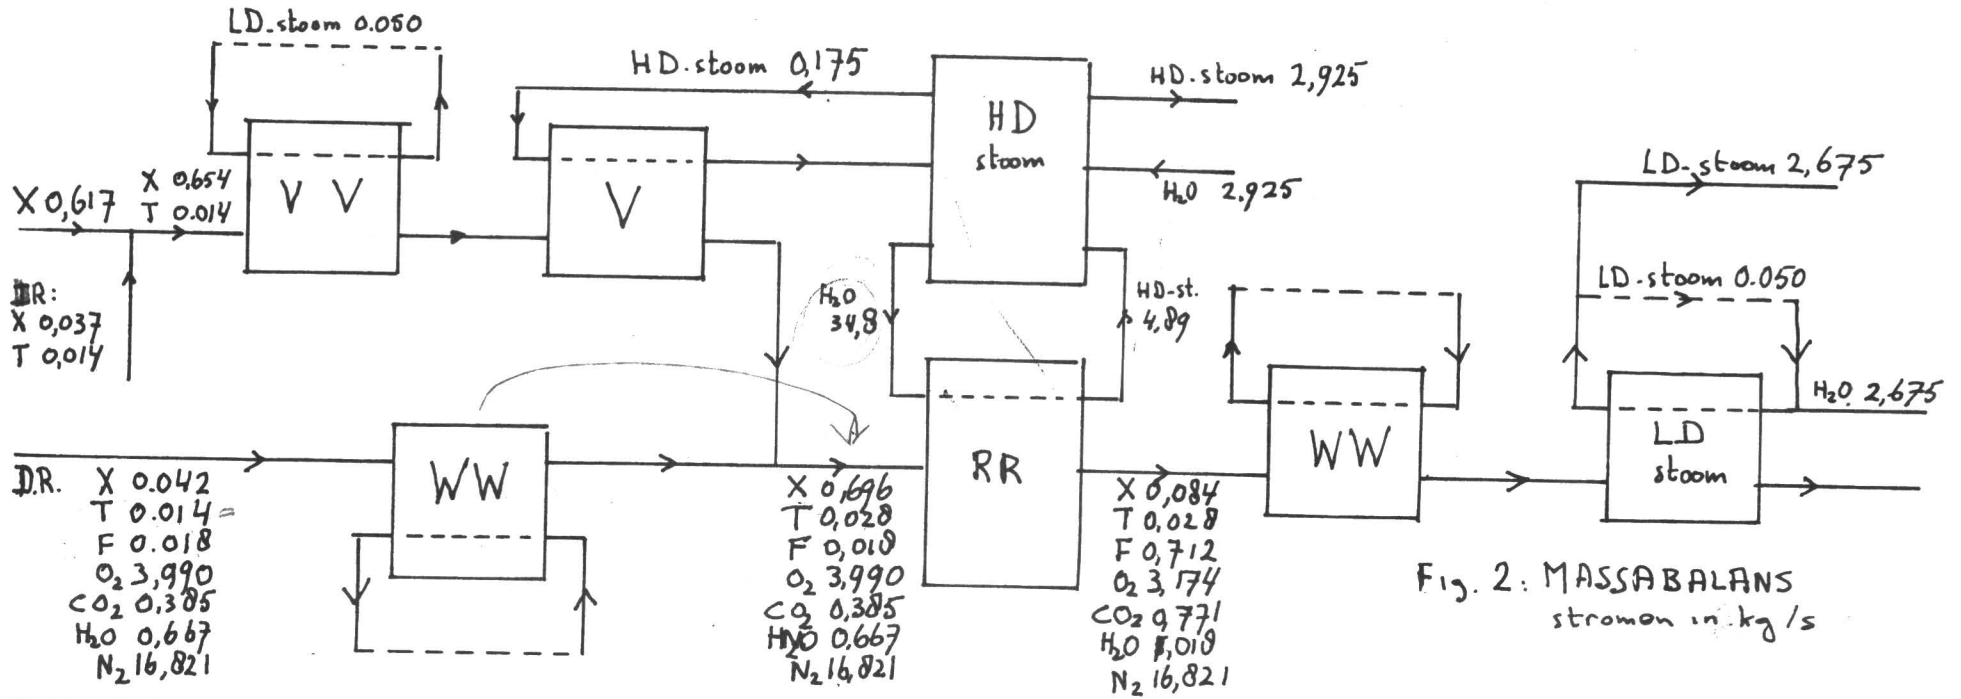 LD-stoom 0.050
HD.stoom 0,175
HD
stoom
HD.stoom 2,925
H₂O 2,925
X 0,617
X 0,654
T 0.014
VV
V
R:
X 0,037
T 0,014
H₂O
34,8
HD-st.
4,89
LD-stoom 2,675
LD-stoom 0.050
H₂O 2,675
D.R.
X 0.042
T 0.014
F 0.018
O₂ 3,990
CO₂ 0,385
H₂O 0,667
N₂ 16,821
WW
X 0,696
T 0,028
F 0,018
O₂ 3,990
CO₂ 0,385
H₂O 0,667
N₂ 16,821
RR
X 0,084
T 0,028
F 0,712
O₂ 3,174
CO₂ 0,771
H₂O 1,018
N₂ 16,821
WW
LD
stoom
Fig. 2: MASSABALANS
stromen in kg/s